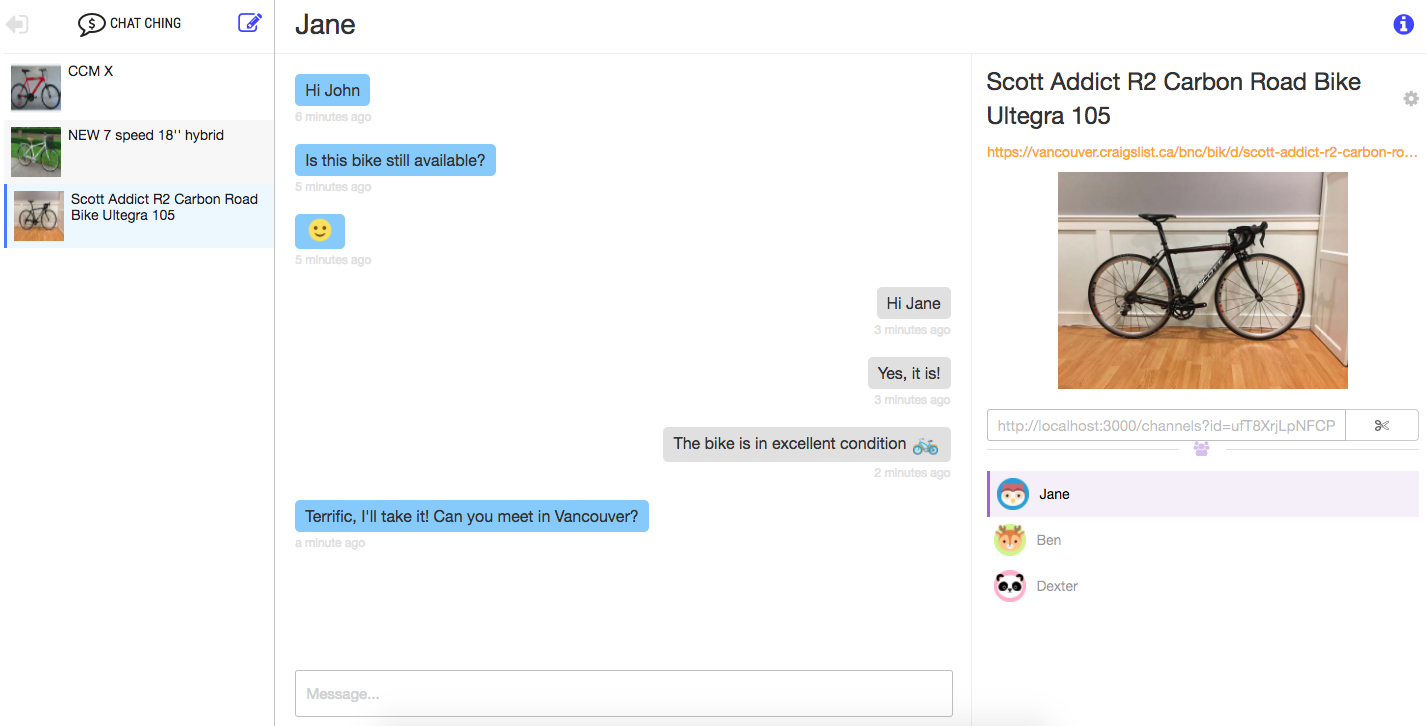 CHAT CHING
Jane
CCM X
NEW 7 speed 18'' hybrid
Scott Addict R2 Carbon Road
Bike Ultegra 105
Hi John
6 minutes ago
Is this bike still available?
5 minutes ago
5 minutes ago
Hi Jane
3 minutes ago
Yes, it is!
3 minutes ago
The bike is in excellent condition
2 minutes ago
Terrific, I'll take it! Can you meet in Vancouver?
a minute ago
Message...
Scott Addict R2 Carbon Road Bike
Ultegra 105
https://vancouver.craigslist.ca/bnc/bik/d/scott-addict-r2-carbon-ro...
SCOTT
http://localhost:3000/channels?id=ufT8XrjLpNFCP
Jane
Ben
Dexter